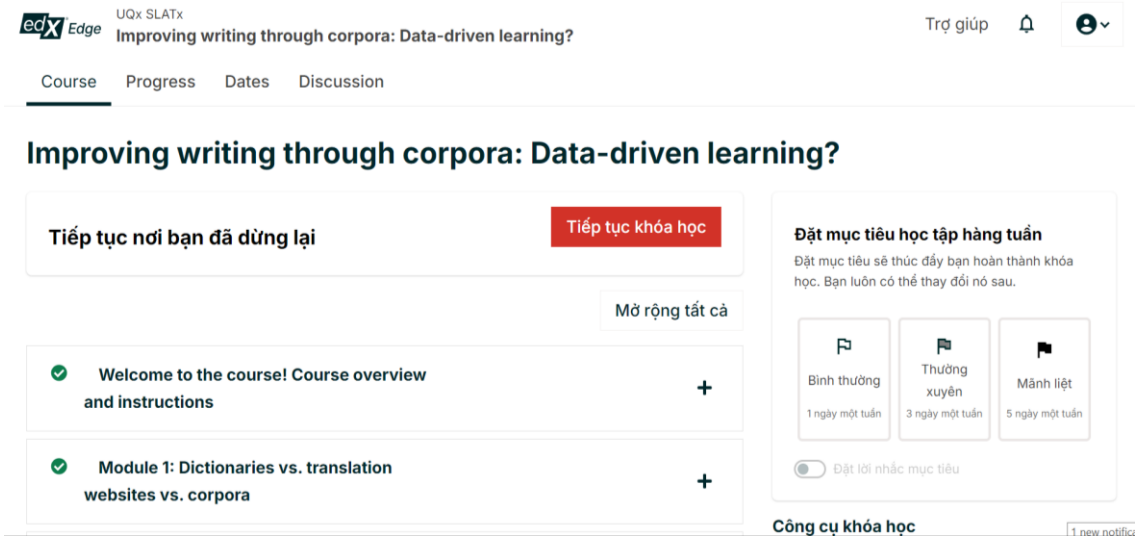 edX Edge
UQx SLATx
Improving writing through corpora: Data-driven learning?
Trợ giúp
Course Progress Dates Discussion
Improving writing through corpora: Data-driven learning?
Tiếp tục nơi bạn đã dừng lại
Tiếp tục khóa học
Mở rộng tất cả
Welcome to the course! Course overview
and instructions
Module 1: Dictionaries vs. translation
websites vs. corpora
Đặt mục tiêu học tập hàng tuần
Đặt mục tiêu sẽ thúc đẩy bạn hoàn thành khóa
học. Bạn luôn có thể thay đổi nó sau.
Bình thường
1 ngày một tuần
Thường
xuyên
3 ngày một tuần
Mãnh liệt
5 ngày một tuần
Đặt lời nhắc mục tiêu
Công cụ khóa học
1 new